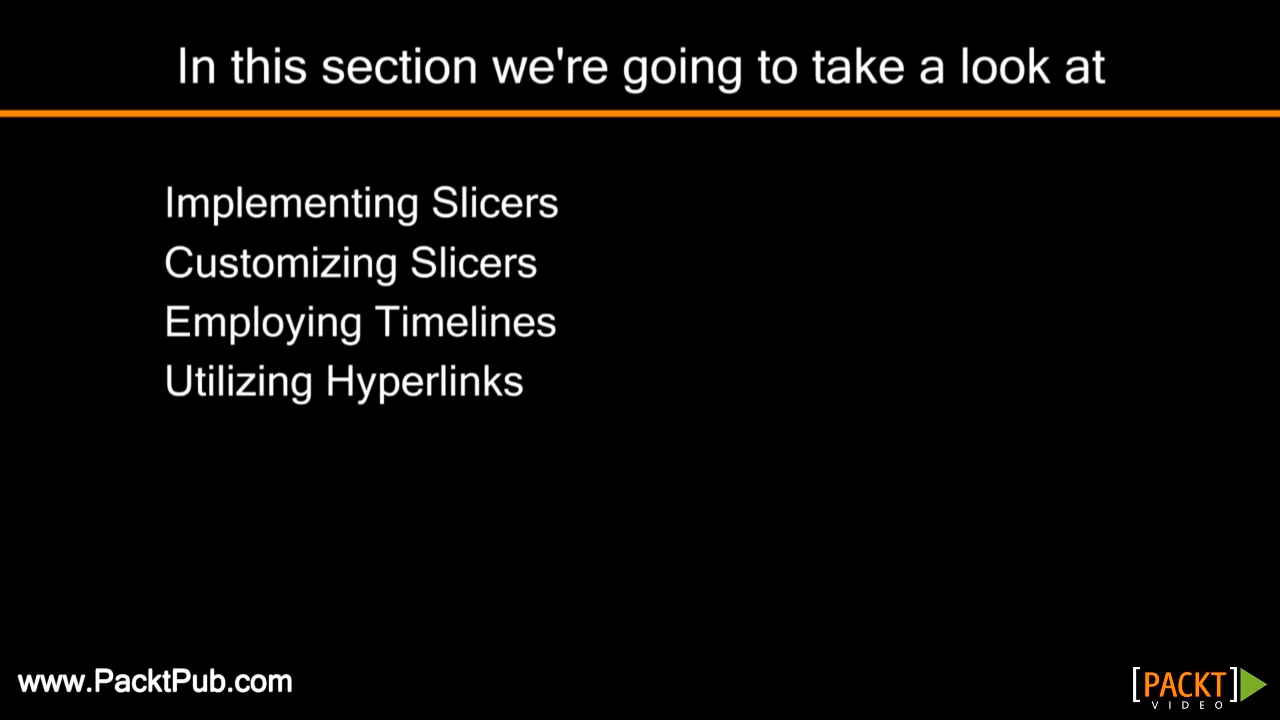 In this section we're going to take a look at
Implementing Slicers
Customizing Slicers
Employing Timelines
Utilizing Hyperlinks
www.PacktPub.com
[PACKT]
VIDEO